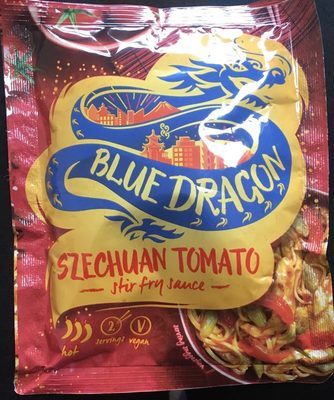 BLUE DRAGON
SZECHUAN TOMATO
stir fry sauce
2
hot
servings
vegan
V